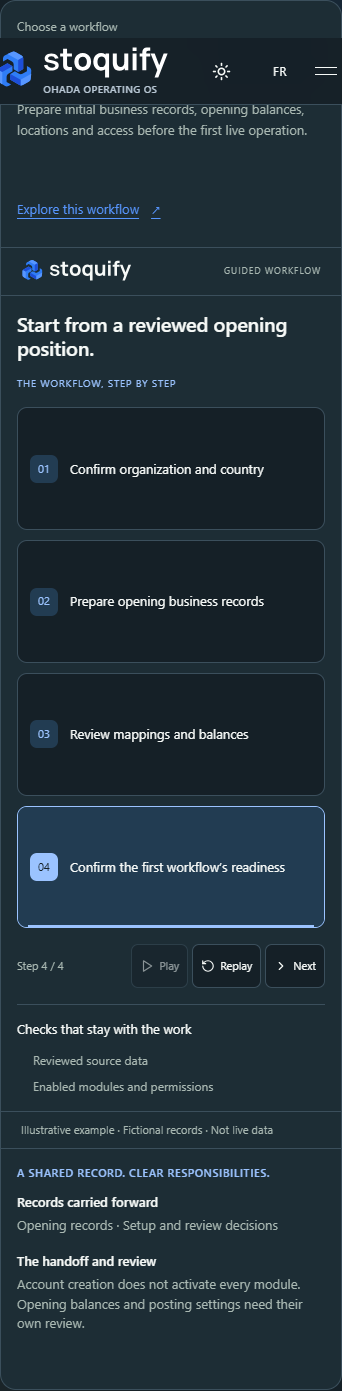 Choose a workflow
stoquify
OHADA OPERATING OS
FR
Prepare initial business records, opening balances,
locations and access before the first live operation.
Explore this workflow ↗
stoquify
GUIDED WORKFLOW
Start from a reviewed opening
position.
THE WORKFLOW, STEP BY STEP
01 Confirm organization and country
02 Prepare opening business records
03 Review mappings and balances
04 Confirm the first workflow's readiness
Step 4 / 4
Play
Replay
Next
Checks that stay with the work
Reviewed source data
Enabled modules and permissions
Illustrative example · Fictional records · Not live data
A SHARED RECORD. CLEAR RESPONSIBILITIES.
Records carried forward
Opening records · Setup and review decisions
The handoff and review
Account creation does not activate every module.
Opening balances and posting settings need their
own review.